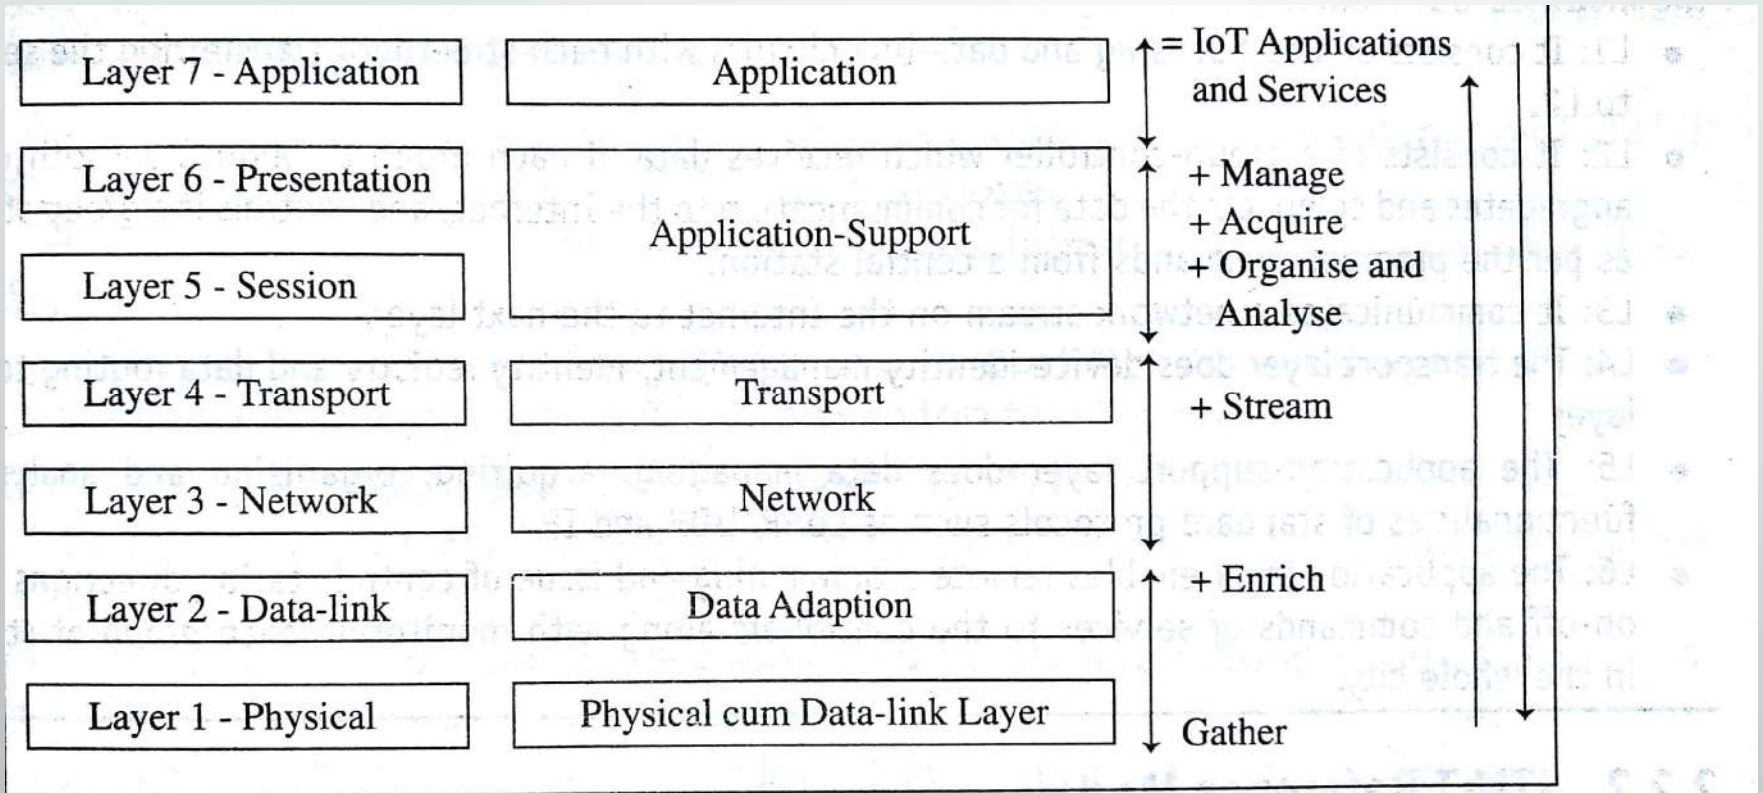 Layer 7 - Application
Application
= IoT Applications
and Services
Layer 6 - Presentation
Application-Support
+ Manage
+ Acquire
+ Organise and
Analyse
Layer 5 - Session
Layer 4 - Transport
Transport
+ Stream
Layer 3 - Network
Network
Layer 2 - Data-link
Data Adaption
+ Enrich
Layer 1 - Physical
Physical cum Data-link Layer
Gather